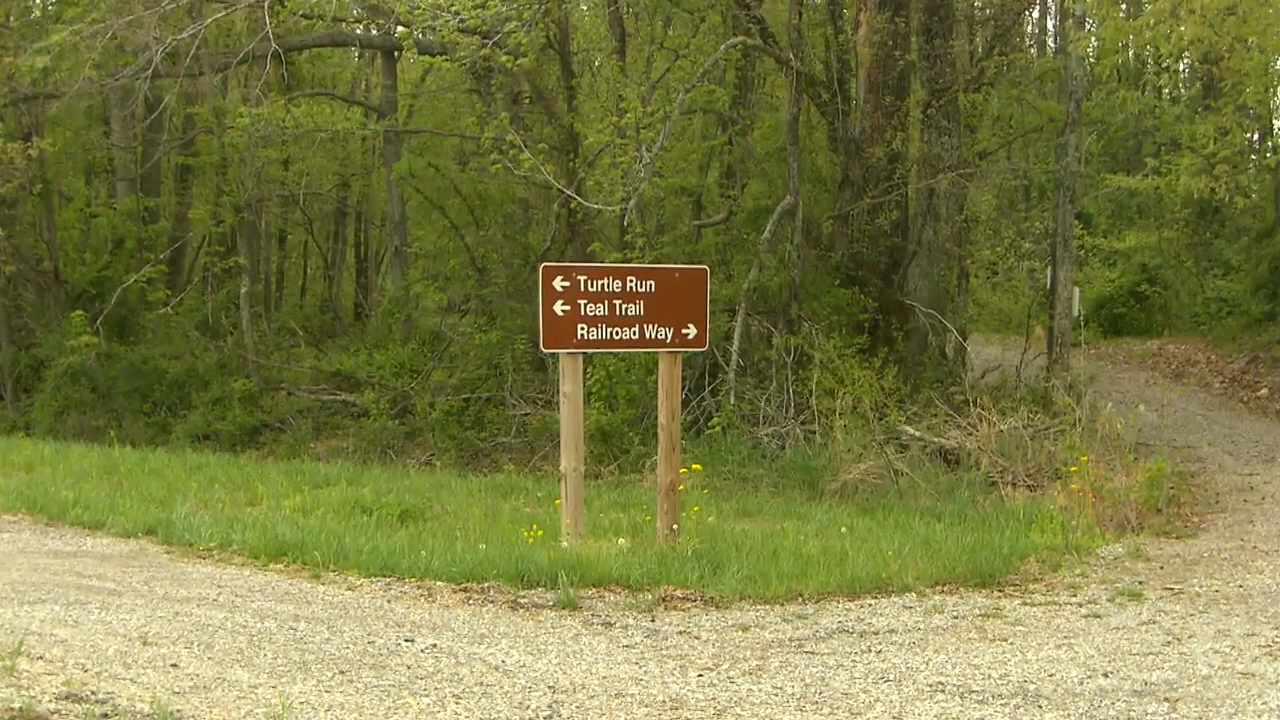 ← Turtle Run
← Teal Trail
Railroad Way →